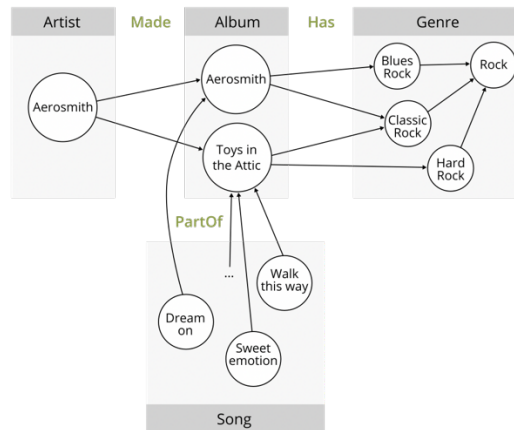 Artist
Made
Album
Has
Genre
Aerosmith
Aerosmith
Blues
Rock
Rock
Classic
Rock
Toys in
the Attic
Hard
Rock
PartOf
...
Walk
this way
Dream
on
Sweet
emotion
Song